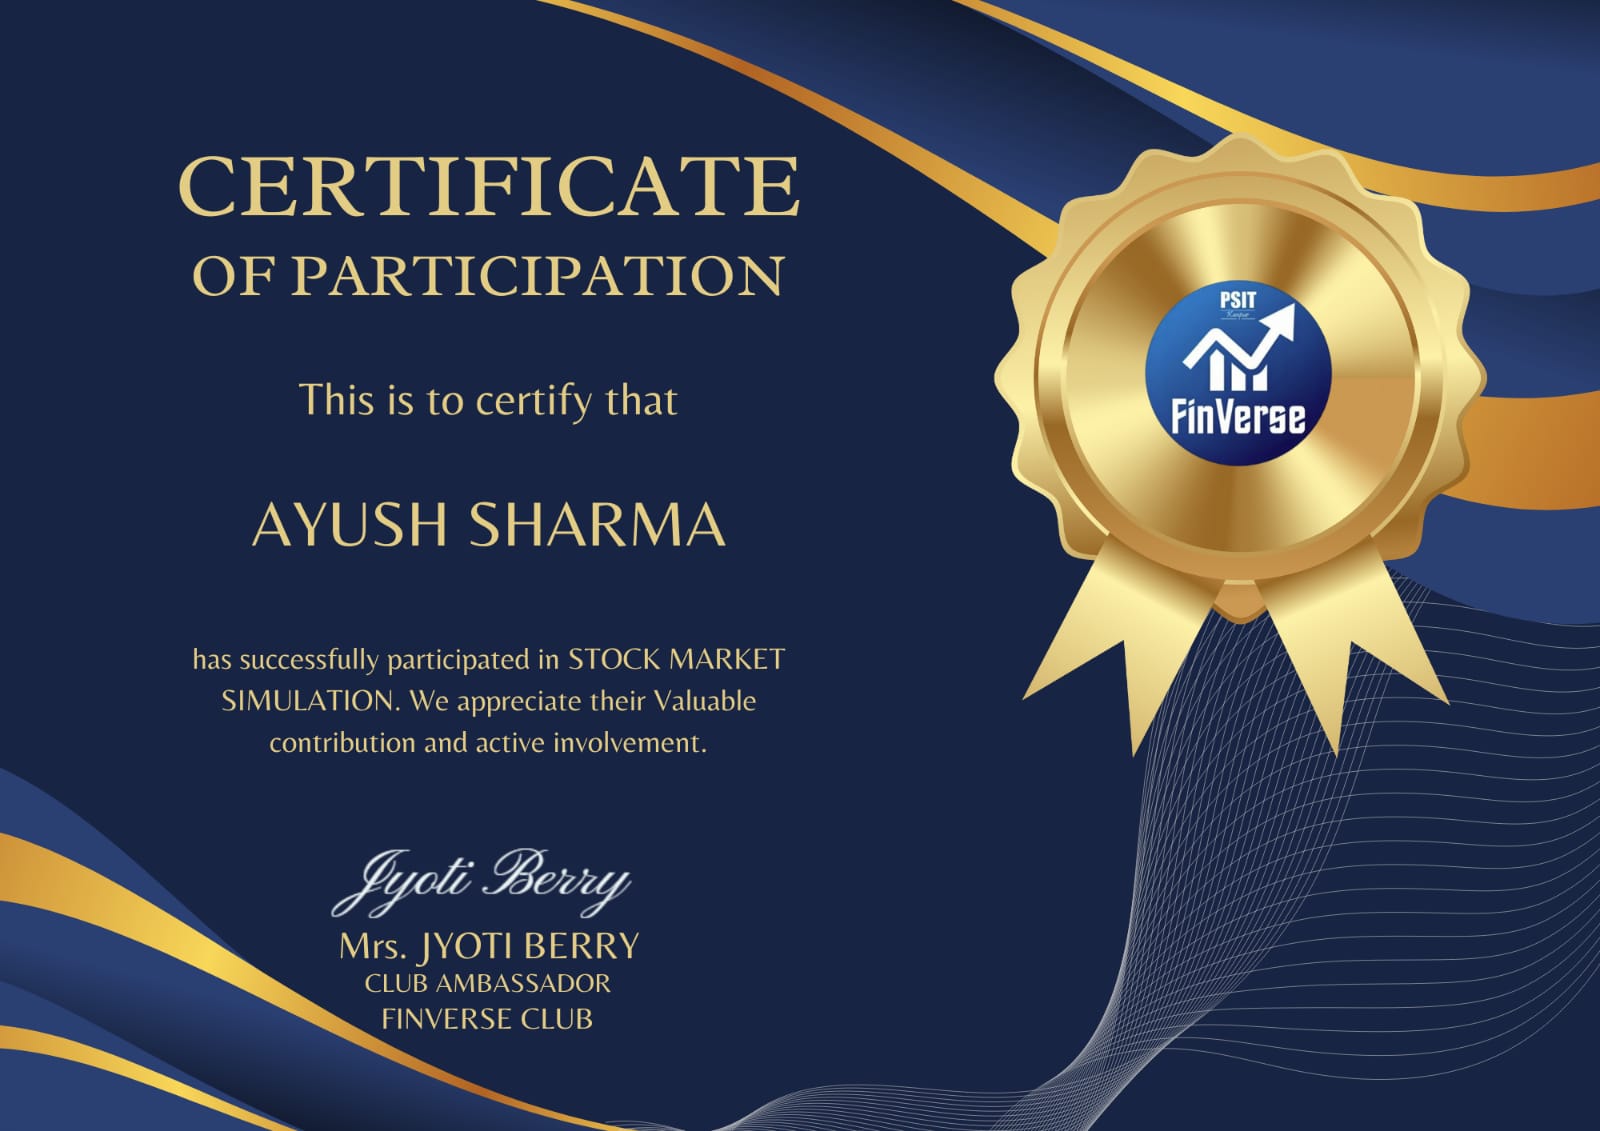 CERTIFICATE
OF PARTICIPATION
This is to certify that
AYUSH SHARMA
has successfully participated in STOCK MARKET
SIMULATION. We appreciate their Valuable
contribution and active involvement.
Jyoti Berry
Mrs. JYOTI BERRY
CLUB AMBASSADOR
FINVERSE CLUB
PSIT
Kanpur
FinVerse